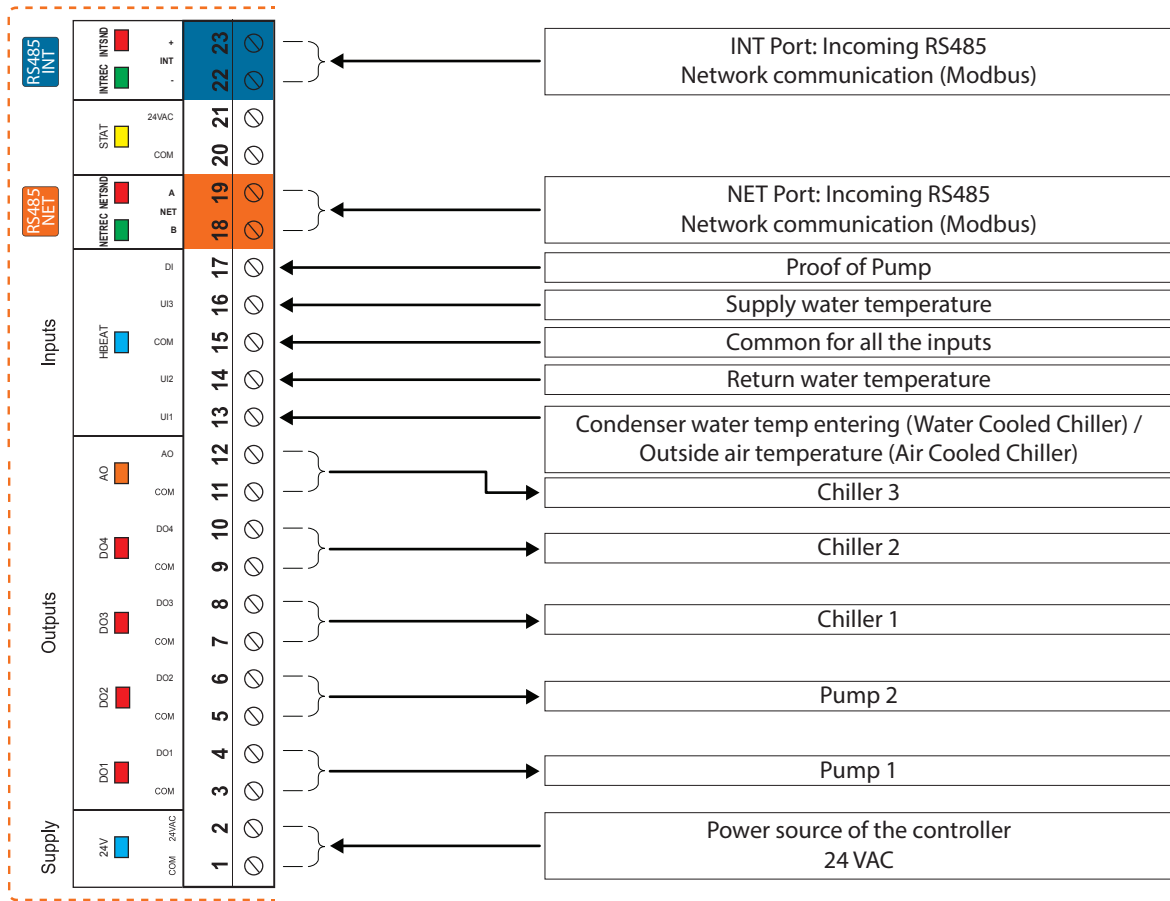 RS485
INT
INTREC INTSND
+
INT
-
23
22
INT Port: Incoming RS485
Network communication (Modbus)
STAT
24VAC
COM
21
20
RS485
NET
NETREC NETSND
A
NET
B
19
18
NET Port: Incoming RS485
Network communication (Modbus)
Inputs
HBEAT
DI
17
Proof of Pump
UI3
16
Supply water temperature
COM
15
Common for all the inputs
UI2
14
Return water temperature
UI1
13
Condenser water temp entering (Water Cooled Chiller) /
Outside air temperature (Air Cooled Chiller)
Outputs
AO
AO
12
COM
11
Chiller 3
DO4
DO4
10
COM
9
Chiller 2
DO3
DO3
8
COM
7
Chiller 1
DO2
DO2
6
COM
5
Pump 2
DO1
DO1
4
COM
3
Pump 1
Supply
24V
COM 24VAC
2
1
Power source of the controller
24 VAC